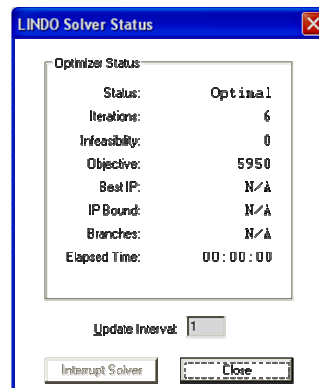 LINDO Solver Status
Optimizer Status
Status: Optimal
Iterations: 6
Infeasibility: 0
Objective: 5950
Best IP: N/A
IP Bound: N/A
Branches: N/A
Elapsed Time: 00:00:00
Update Interval: 1
Interrupt Solver Close